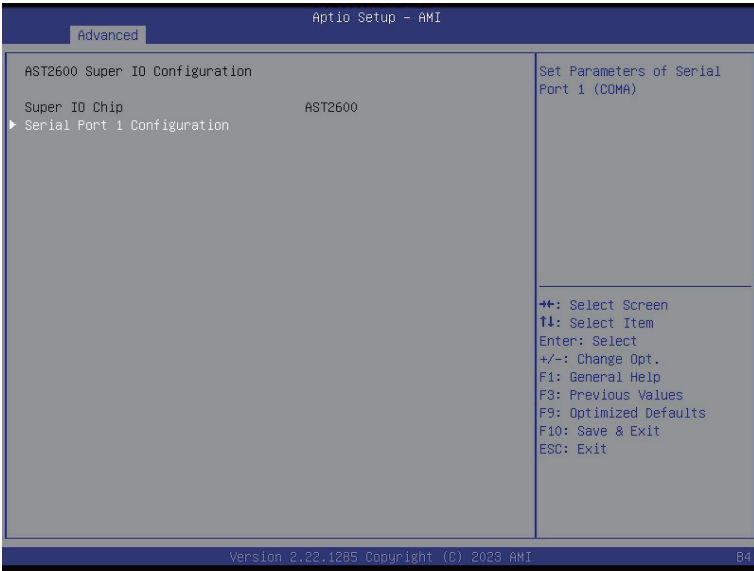 Aptio Setup – AMI
Advanced
AST2600 Super IO Configuration
Super IO Chip AST2600
▶ Serial Port 1 Configuration
Set Parameters of Serial
Port 1 (COMA)
→←: Select Screen
↑↓: Select Item
Enter: Select
+/-: Change Opt.
F1: General Help
F3: Previous Values
F9: Optimized Defaults
F10: Save & Exit
ESC: Exit
Version 2.22.1285 Copyright (C) 2023 AMI
B4